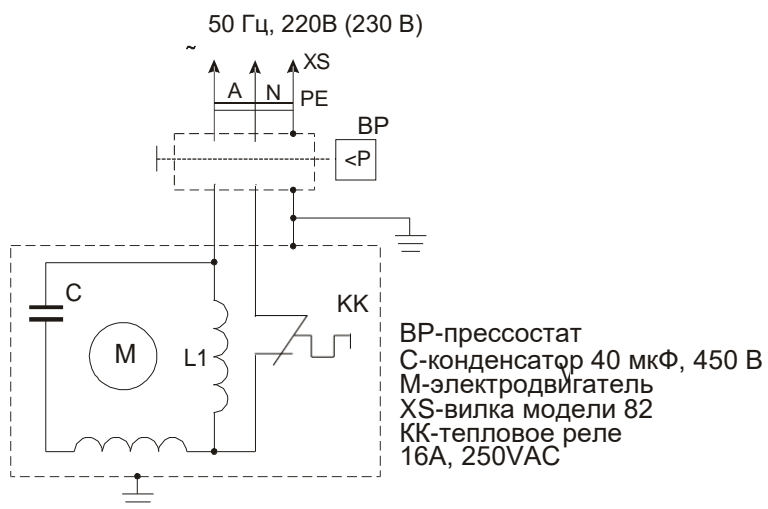 50 Гц, 220В (230 В)
~
XS
A N
PE
BP
<P
C
KK
M
L1
ВР-прессостат
С-конденсатор 40 мкФ, 450 В
М-электродвигатель
XS-вилка модели 82
КК-тепловое реле
16А, 250VAC